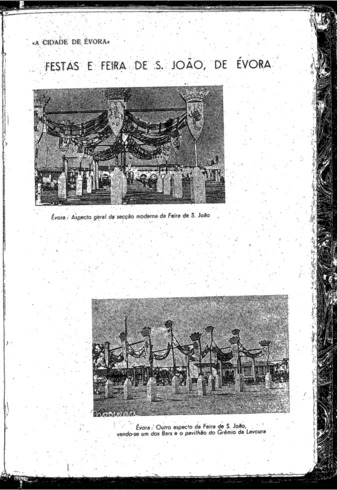 «A CIDADE DE ÉVORA»
FESTAS E FEIRA DE S. JOÃO, DE ÉVORA
Évora: Aspecto geral da secção moderna da Feira de S. João
Évora: Outro aspecto da Feira de S. João,
vendo-se um dos Bars e o pavilhão do Grémio da Lavoura